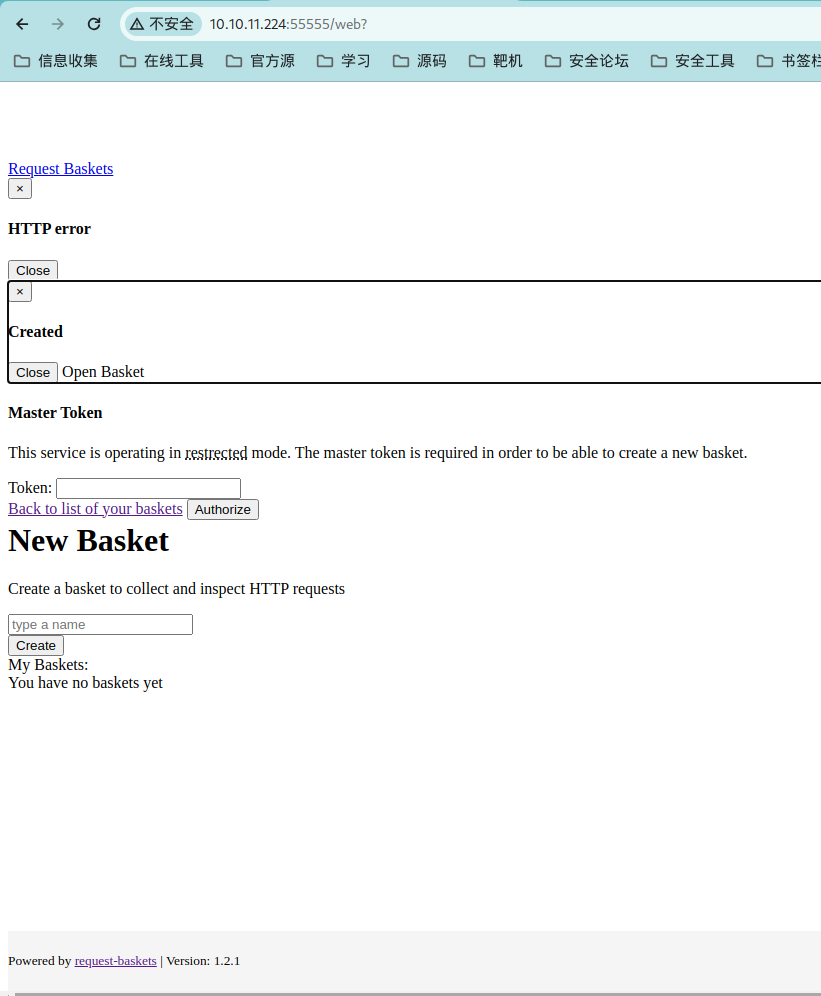 不安全 10.10.11.224:55555/web?
信息收集 在线工具 官方源 学习 源码 靶机 安全论坛 安全工具 书签栏
Request Baskets
×
HTTP error
Close
×
Created
Close Open Basket
Master Token
This service is operating in restrected mode. The master token is required in order to be able to create a new basket.
Token:
Back to list of your baskets Authorize
New Basket
Create a basket to collect and inspect HTTP requests
type a name
Create
My Baskets:
You have no baskets yet
Powered by request-baskets | Version: 1.2.1